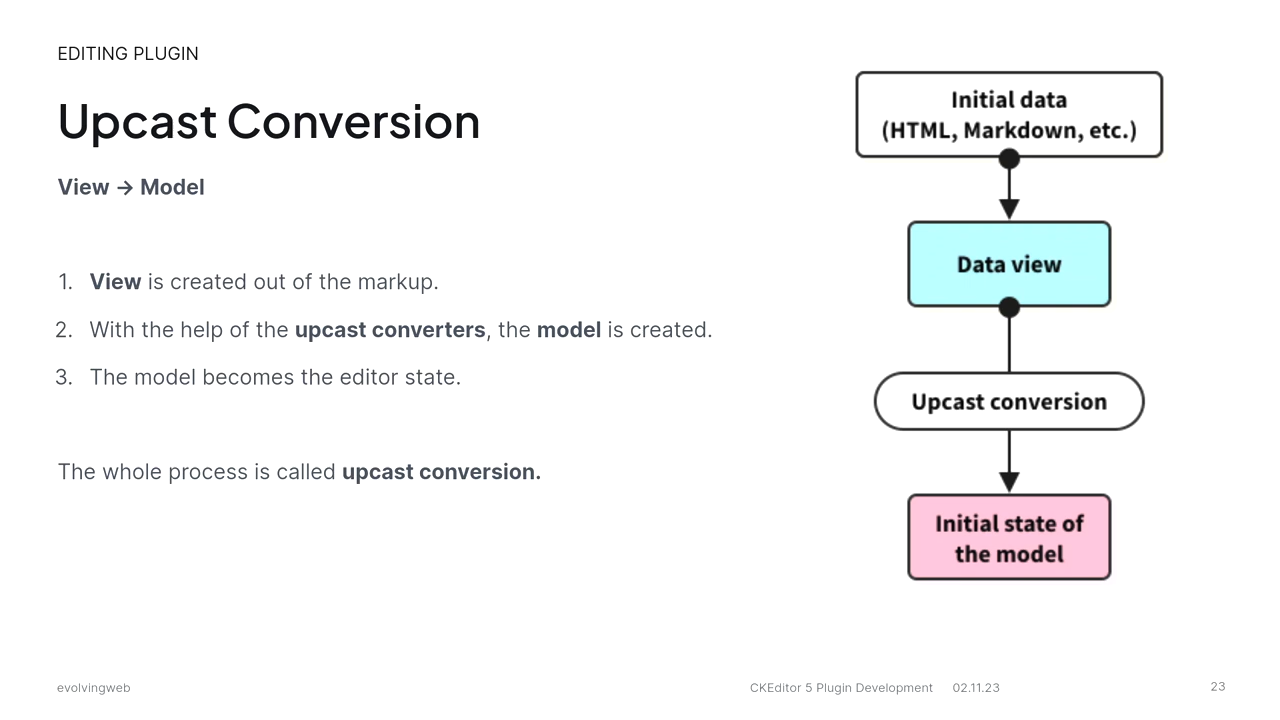 EDITING PLUGIN
Upcast Conversion
View → Model
1. View is created out of the markup.
2. With the help of the upcast converters, the model is created.
3. The model becomes the editor state.
The whole process is called upcast conversion.
Initial data
(HTML, Markdown, etc.)
Data view
Upcast conversion
Initial state of
the model
evolvingweb
CKEditor 5 Plugin Development 02.11.23
23